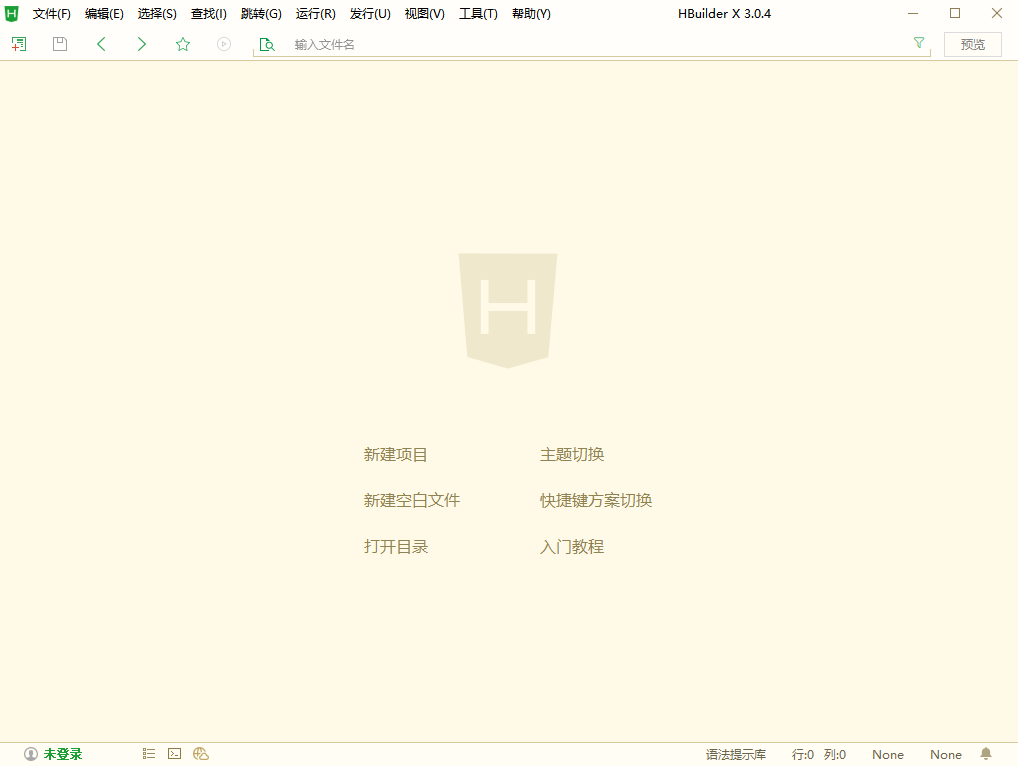 文件(F) 编辑(E) 选择(S) 查找(I) 跳转(G) 运行(R) 发行(U) 视图(V) 工具(T) 帮助(Y) HBuilder X 3.0.4
输入文件名 预览
H
新建项目 主题切换
新建空白文件 快捷键方案切换
打开目录 入门教程
未登录 语法提示库 行:0 列:0 None None